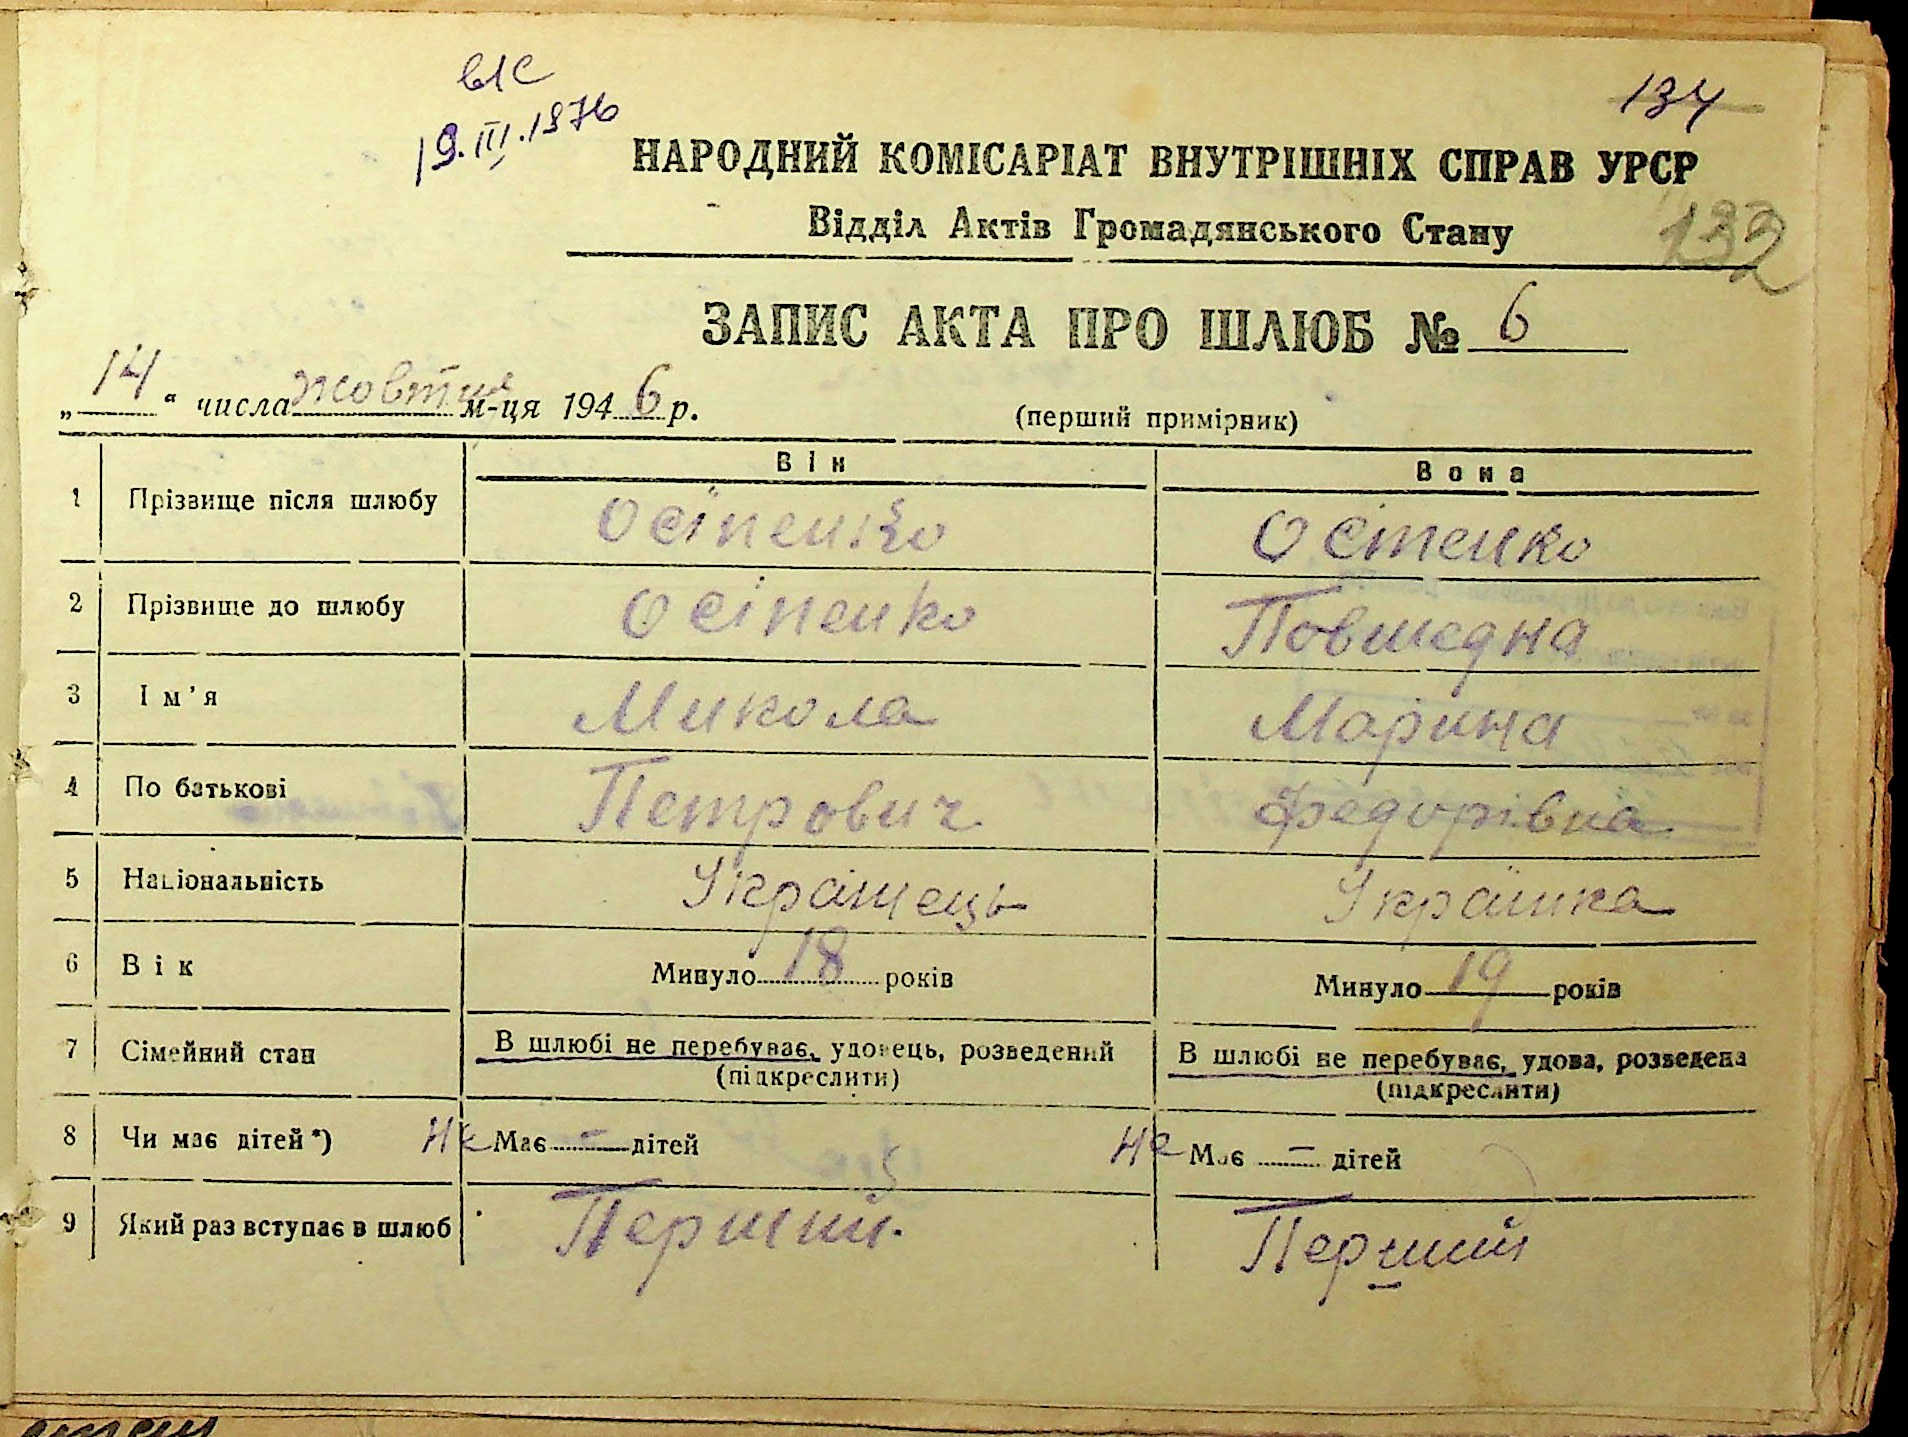 19.III.1976
134
НАРОДНИЙ КОМІСАРІАТ ВНУТРІШНІХ СПРАВ УРСР
Відділ Актів Громадянського Стану
132
ЗАПИС АКТА ПРО ШЛЮБ № 6
„14“ числа жовтня м-ця 1946 р. (перший примірник)
Він Вона
1 Прізвище після шлюбу Осіпенко Осіпенко
2 Прізвище до шлюбу Осіпенко Повшедна
3 Ім'я Микола Марина
4 По батькові Петрович Федорівна
5 Національність Українець Українка
6 Вік Минуло 18 років Минуло 19 років
7 Сімейний стан В шлюбі не перебуває, удовець, розведений В шлюбі не перебуває, удова, розведена
(підкреслити) (підкреслити)
8 Чи має дітей*) Не Має – дітей Не Має – дітей
9 Який раз вступає в шлюб Перший. Перший